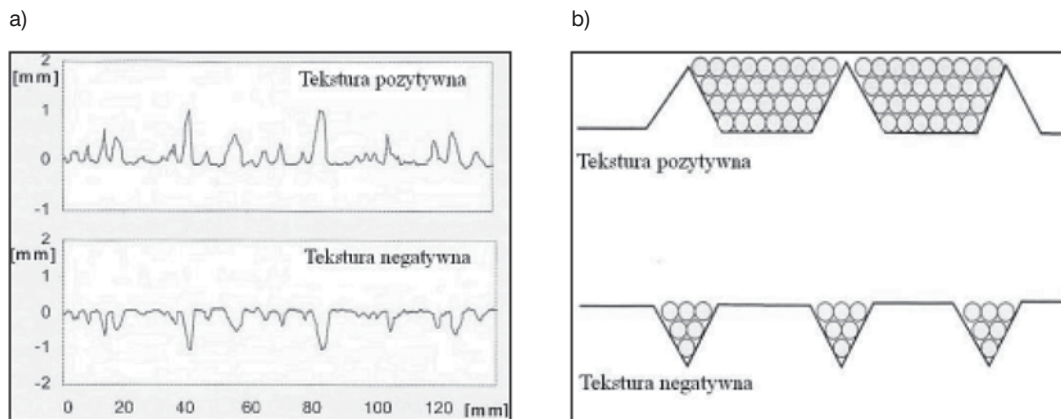 a)
b)
2
[mm]
Tekstura pozytywna
1
0
-1
2
[mm]
Tekstura negatywna
1
0
-1
-2
0 20 40 60 80 100 120 [mm]
Tekstura pozytywna
Tekstura negatywna